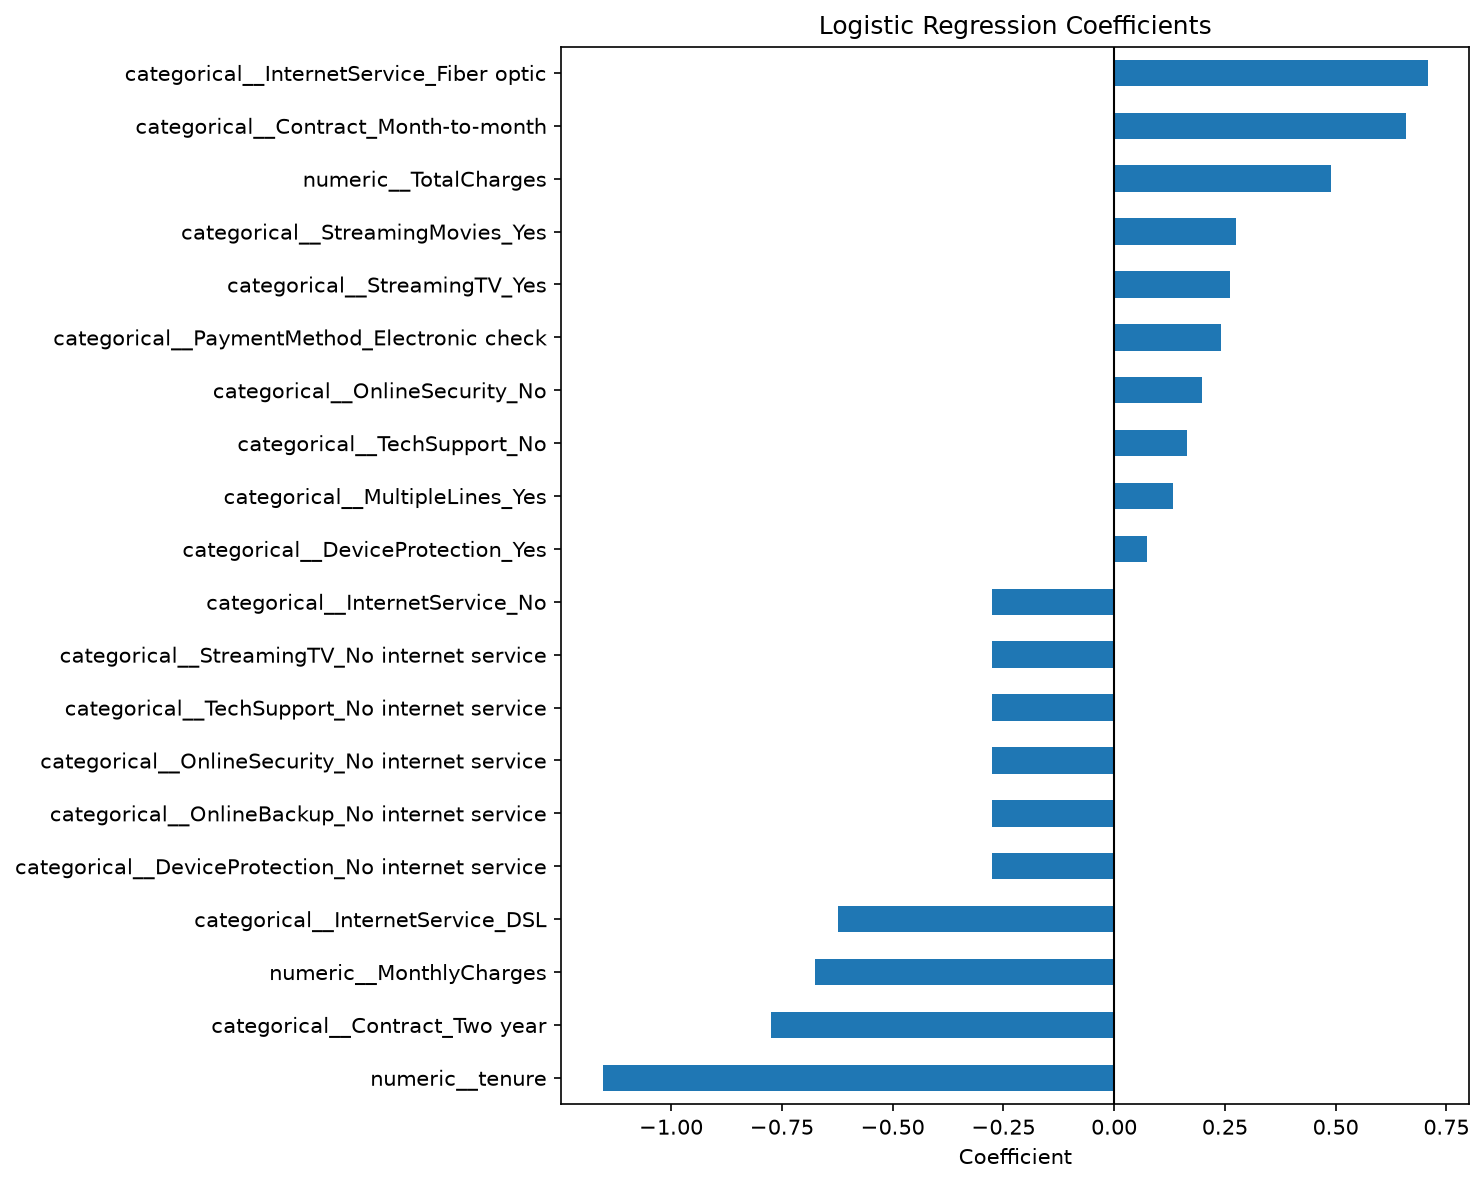 Logistic Regression Coefficients
categorical__InternetService_Fiber optic
categorical__Contract_Month-to-month
numeric__TotalCharges
categorical__StreamingMovies_Yes
categorical__StreamingTV_Yes
categorical__PaymentMethod_Electronic check
categorical__OnlineSecurity_No
categorical__TechSupport_No
categorical__MultipleLines_Yes
categorical__DeviceProtection_Yes
categorical__InternetService_No
categorical__StreamingTV_No internet service
categorical__TechSupport_No internet service
categorical__OnlineSecurity_No internet service
categorical__OnlineBackup_No internet service
categorical__DeviceProtection_No internet service
categorical__InternetService_DSL
numeric__MonthlyCharges
categorical__Contract_Two year
numeric__tenure
−1.00 −0.75 −0.50 −0.25 0.00 0.25 0.50 0.75
Coefficient